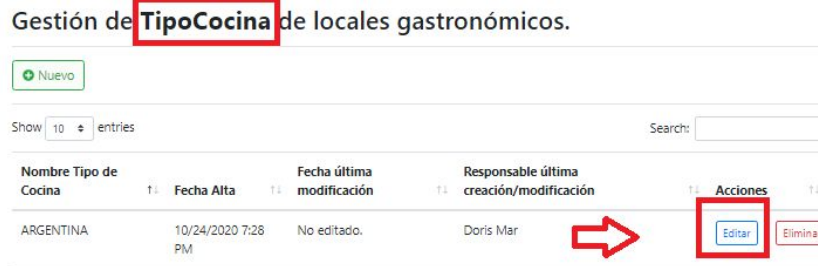 Gestión de TipoCocina de locales gastronómicos.
Nuevo
Show 10 entries Search:
Nombre Tipo de Cocina Fecha Alta Fecha última modificación Responsable última creación/modificación Acciones
ARGENTINA 10/24/2020 7:28 PM No editado. Doris Mar Editar Elimina